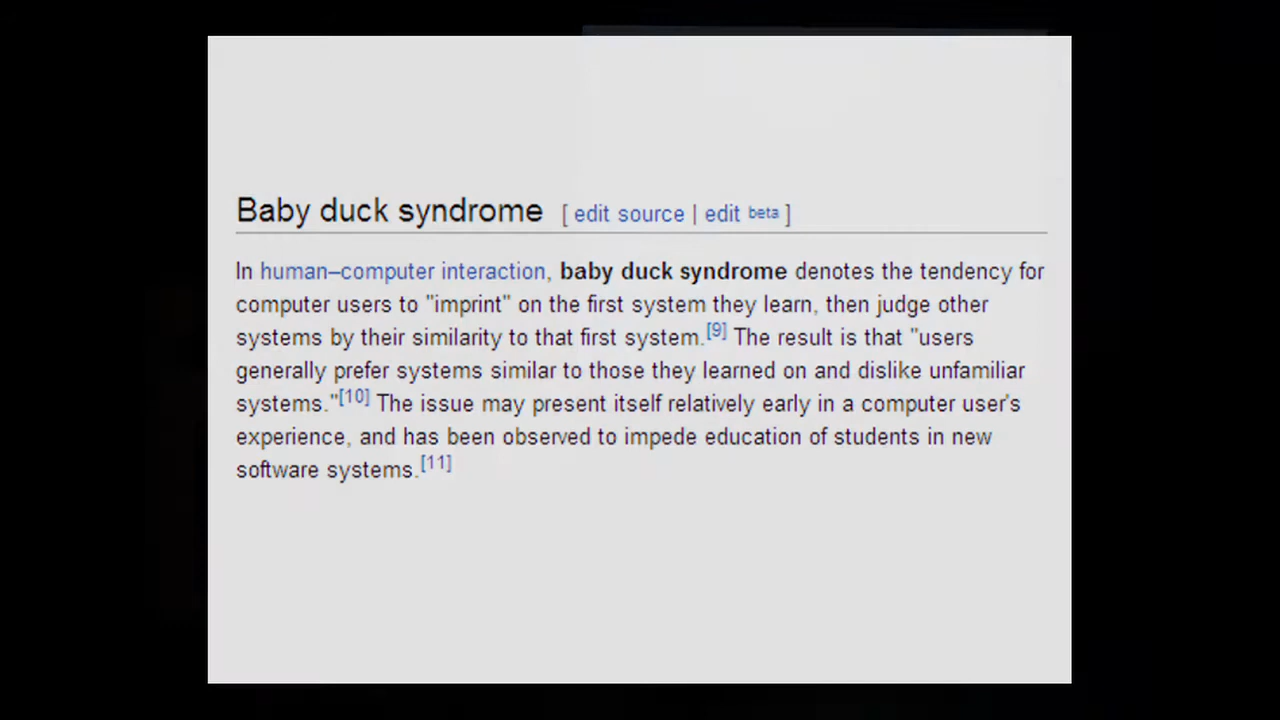 Baby duck syndrome [ edit source | edit beta ]
In human–computer interaction, baby duck syndrome denotes the tendency for
computer users to "imprint" on the first system they learn, then judge other
systems by their similarity to that first system.[9] The result is that "users
generally prefer systems similar to those they learned on and dislike unfamiliar
systems."[10] The issue may present itself relatively early in a computer user's
experience, and has been observed to impede education of students in new
software systems.[11]